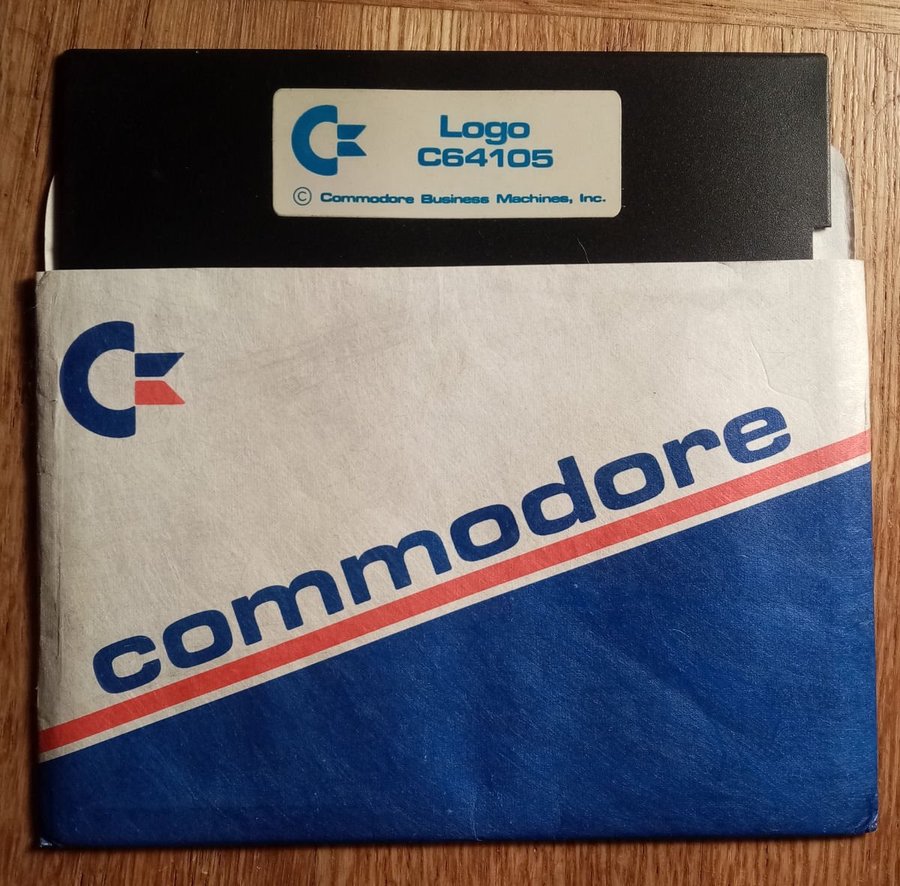 Logo
C64105
© Commodore Business Machines, Inc.
commodore